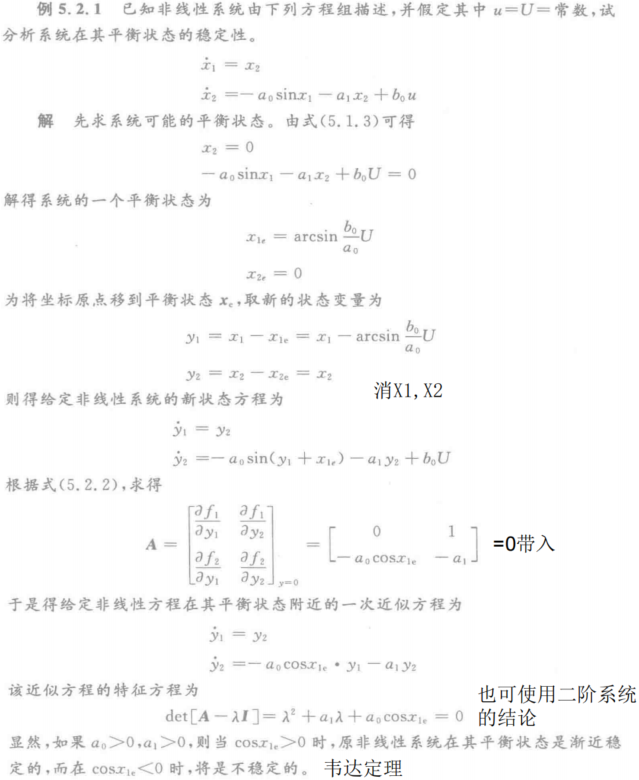 例 5.2.1 已知非线性系统由下列方程组描述,并假定其中 u=U=常数,试
分析系统在其平衡状态的稳定性。
ẋ₁ = x₂
ẋ₂ =− a₀sinx₁ − a₁x₂ + b₀u
解 先求系统可能的平衡状态。由式(5.1.3)可得
x₂ = 0
− a₀sinx₁ − a₁x₂ + b₀U = 0
解得系统的一个平衡状态为
x₁ₑ = arcsin b₀/a₀ U
x₂ₑ = 0
为将坐标原点移到平衡状态 xₑ,取新的状态变量为
y₁ = x₁ − x₁ₑ = x₁ − arcsin b₀/a₀ U
y₂ = x₂ − x₂ₑ = x₂
消X1,X2
则得给定非线性系统的新状态方程为
ẏ₁ = y₂
ẏ₂ =− a₀sin(y₁ + x₁ₑ) − a₁y₂ + b₀U
根据式(5.2.2),求得
A = [∂f₁/∂y₁ ∂f₁/∂y₂; ∂f₂/∂y₁ ∂f₂/∂y₂]y=0 = [0 1; − a₀cosx₁ₑ − a₁] =0带入
于是得给定非线性方程在其平衡状态附近的一次近似方程为
ẏ₁ = y₂
ẏ₂ =− a₀cosx₁ₑ • y₁ − a₁y₂
该近似方程的特征方程为
det[A − λI] = λ² + a₁λ + a₀cosx₁ₑ = 0
也可使用二阶系统
的结论
显然,如果 a₀>0,a₁>0,则当 cosx₁ₑ>0 时,原非线性系统在其平衡状态是渐近稳
定的,而在 cosx₁ₑ<0 时,将是不稳定的。 韦达定理